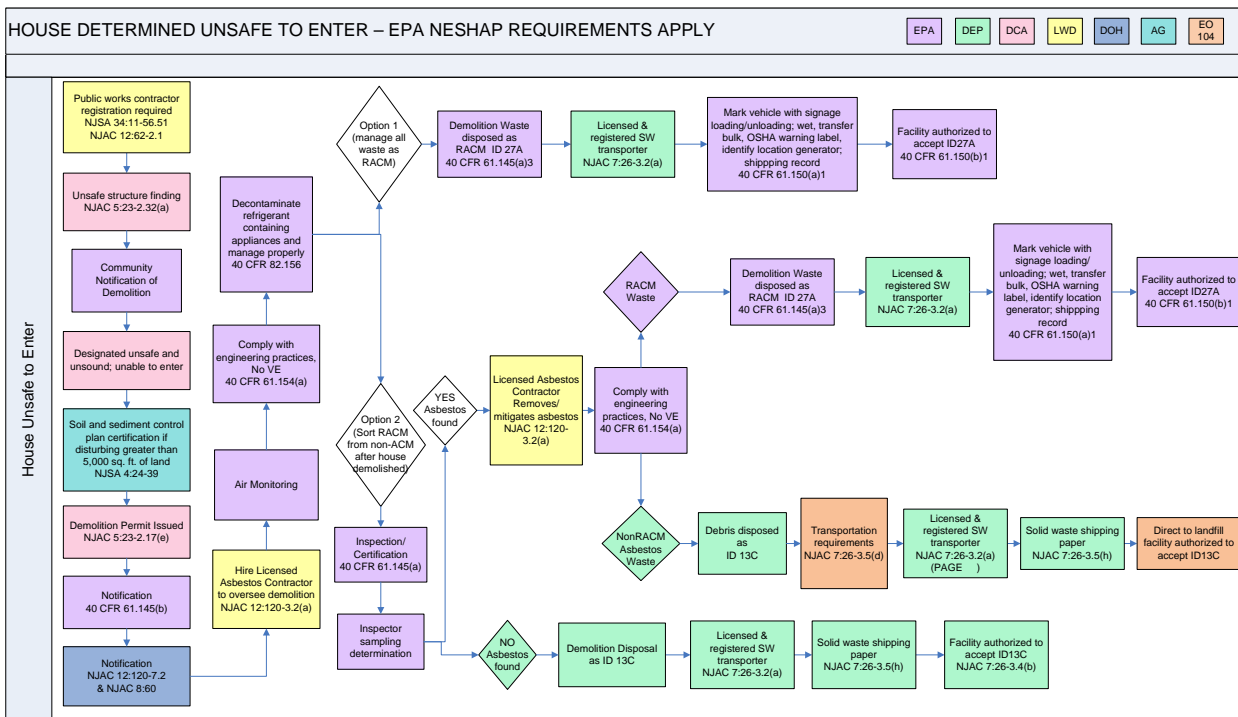 HOUSE DETERMINED UNSAFE TO ENTER – EPA NESHAP REQUIREMENTS APPLY
EPA
DEP
DCA
LWD
DOH
AG
EO
104
House Unsafe to Enter
Public works contractor
registration required
NJSA 34:11-56.51
NJAC 12:62-2.1
Unsafe structure finding
NJAC 5:23-2.32(a)
Community
Notification of
Demolition
Designated unsafe and
unsound; unable to enter
Soil and sediment control
plan certification if
disturbing greater than
5,000 sq. ft. of land
NJSA 4:24-39
Demolition Permit Issued
NJAC 5:23-2.17(e)
Notification
40 CFR 61.145(b)
Notification
NJAC 12:120-7.2
& NJAC 8:60
Hire Licensed
Asbestos Contractor
to oversee demolition
NJAC 12:120-3.2(a)
Air Monitoring
Comply with
engineering practices,
No VE
40 CFR 61.154(a)
Decontaminate
refrigerant
containing
appliances and
manage properly
40 CFR 82.156
Option 1
(manage all
waste as
RACM)
Demolition Waste
disposed as
RACM ID 27A
40 CFR 61.145(a)3
Licensed &
registered SW
transporter
NJAC 7:26-3.2(a)
Mark vehicle with signage
loading/unloading; wet, transfer
bulk, OSHA warning label,
identify location generator;
shippping record
40 CFR 61.150(a)1
Facility authorized to
accept ID27A
40 CFR 61.150(b)1
Option 2
(Sort RACM
from non-ACM
after house
demolished)
Inspection/
Certification
40 CFR 61.145(a)
Inspector
sampling
determination
YES
Asbestos
found
Licensed Asbestos
Contractor
Removes/
mitigates asbestos
NJAC 12:120-
3.2(a)
Comply with
engineering
practices, No VE
40 CFR 61.154(a)
RACM
Waste
Demolition Waste
disposed as
RACM ID 27A
40 CFR 61.145(a)3
Licensed &
registered SW
transporter
NJAC 7:26-3.2(a)
Mark vehicle with
signage loading/
unloading; wet, transfer
bulk, OSHA warning
label, identify location
generator; shippping
record
40 CFR 61.150(a)1
Facility authorized to
accept ID27A
40 CFR 61.150(b)1
NonRACM
Asbestos
Waste
Debris disposed
as
ID 13C
Transportation
requirements
NJAC 7:26-3.5(d)
Licensed &
registered SW
transporter
NJAC 7:26-3.2(a)
(PAGE )
Solid waste shipping
paper
NJAC 7:26-3.5(h)
Direct to landfill
facility authorized to
accept ID13C
NO
Asbestos
found
Demolition Disposal
as ID 13C
Licensed &
registered SW
transporter
NJAC 7:26-3.2(a)
Solid waste shipping
paper
NJAC 7:26-3.5(h)
Facility authorized to
accept ID13C
NJAC 7:26-3.4(b)